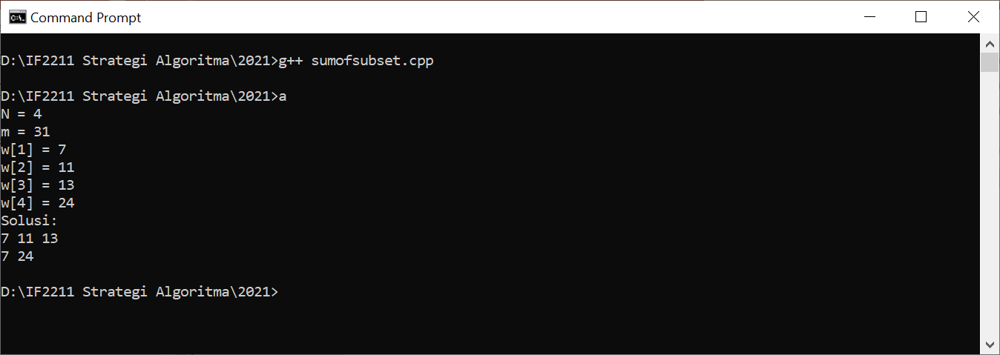 Command Prompt
D:\IF2211 Strategi Algoritma\2021>g++ sumofsubset.cpp
D:\IF2211 Strategi Algoritma\2021>a
N = 4
m = 31
w[1] = 7
w[2] = 11
w[3] = 13
w[4] = 24
Solusi:
7 11 13
7 24
D:\IF2211 Strategi Algoritma\2021>